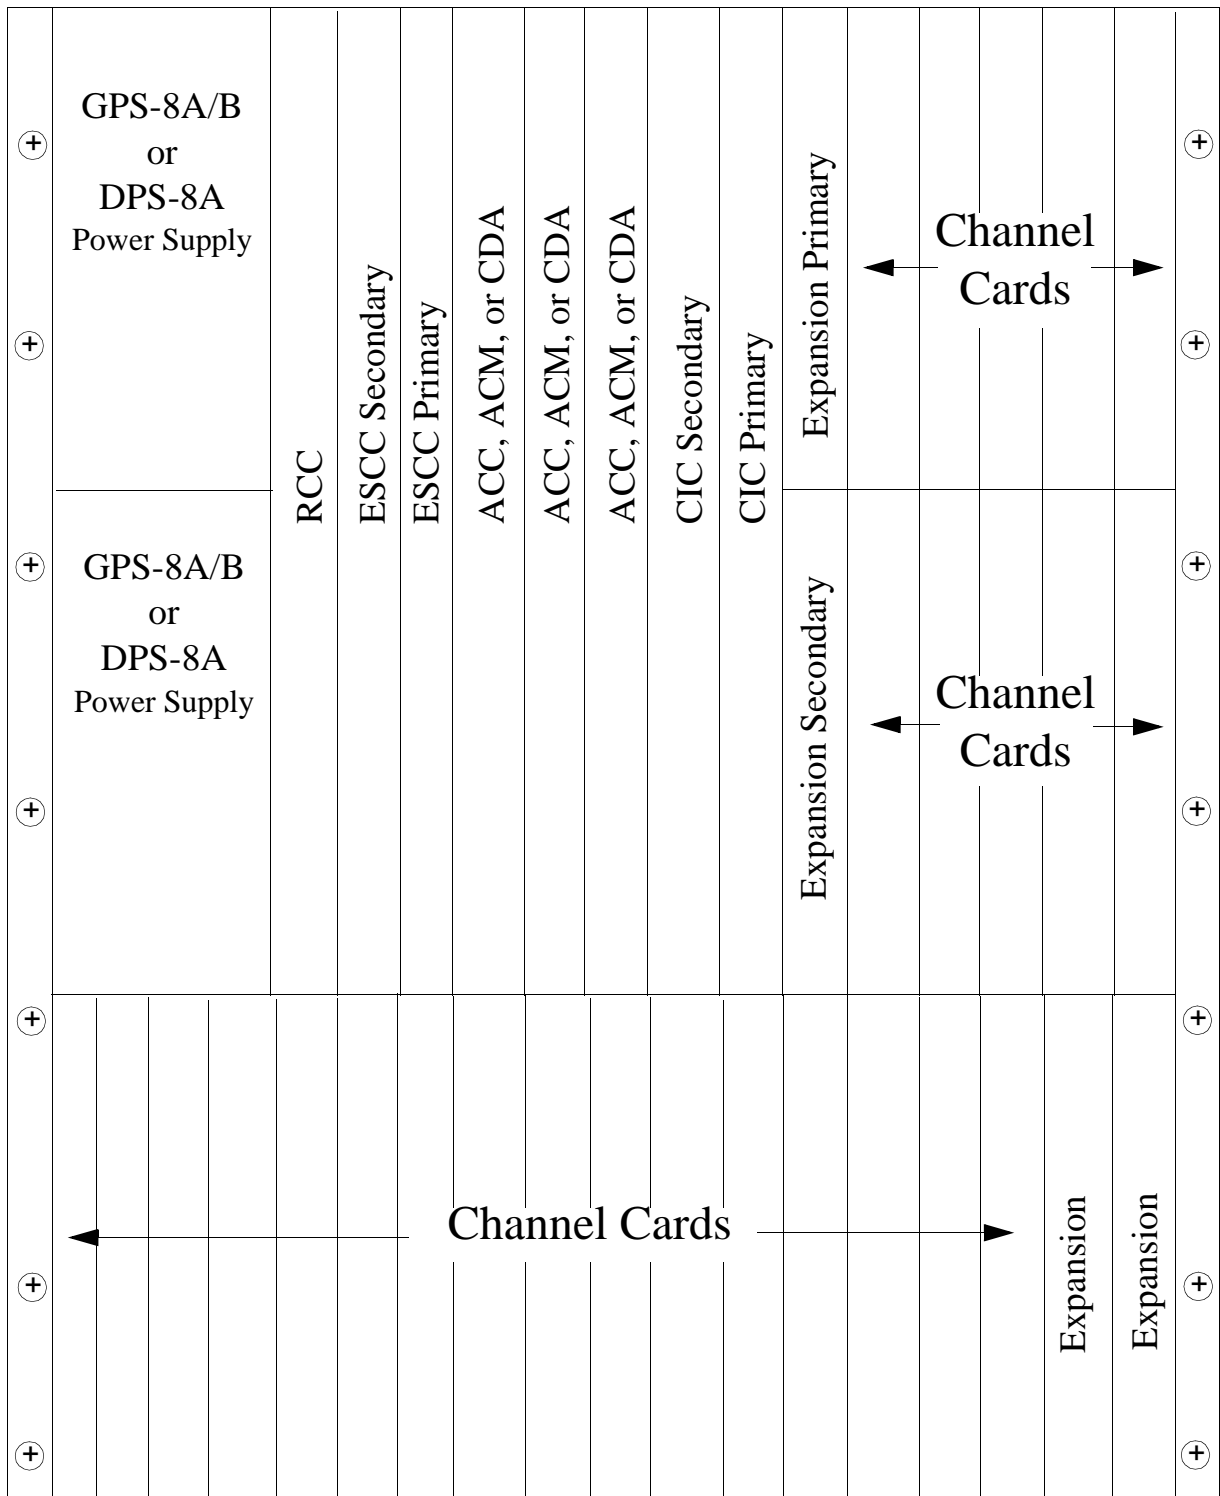 GPS-8A/B
or
DPS-8A
Power Supply
GPS-8A/B
or
DPS-8A
Power Supply
RCC
ESCC Secondary
ESCC Primary
ACC, ACM, or CDA
ACC, ACM, or CDA
ACC, ACM, or CDA
CIC Secondary
CIC Primary
Expansion Primary
Channel
Cards
Expansion Secondary
Channel
Cards
Channel Cards
Expansion
Expansion